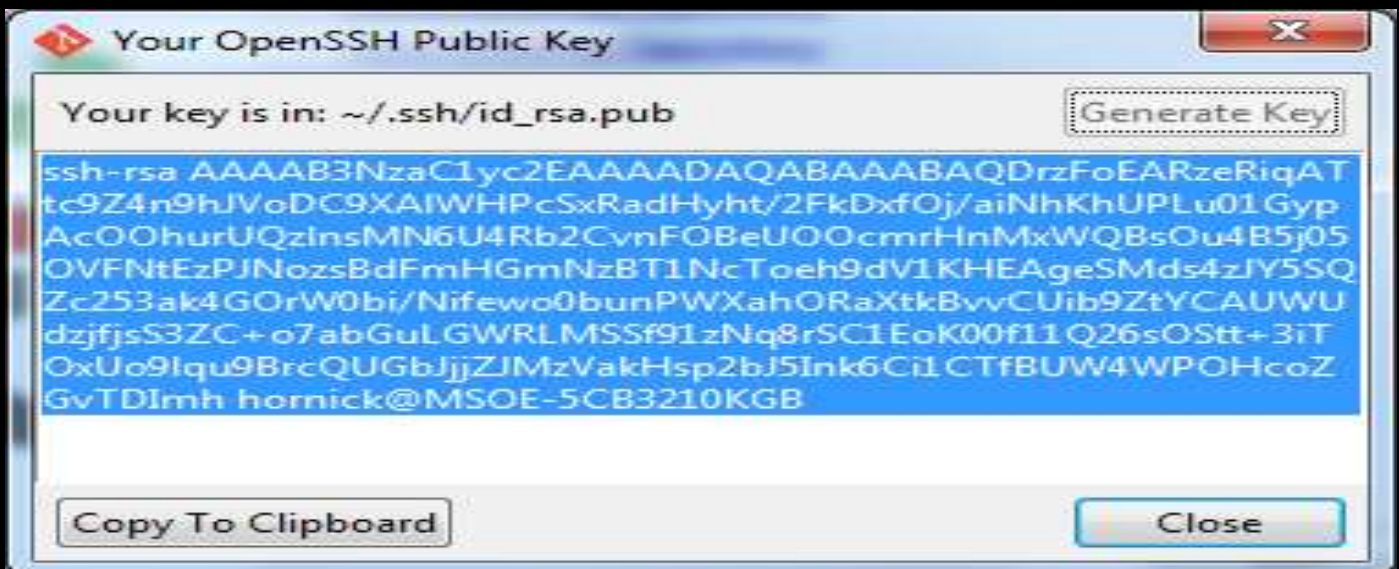 Your OpenSSH Public Key
Your key is in: ~/.ssh/id_rsa.pub
Generate Key
ssh-rsa AAAAB3NzaC1yc2EAAAADAQABAAABAQDrzFoEARzeRiqAT
tc9Z4n9hJVoDC9XAIWHPcSxRadHyht/2FkDxfOj/aiNhKhUPLu01Gyp
AcOOhurUQzInsMN6U4Rb2CvnFOBeUOOcmrHnMxWQBsOu4B5j05
OVFNtEzPJNozsBdFmHGmNzBT1NcToeh9dV1KHEAgeSMds4zJY5SQ
Zc253ak4GOrW0bi/Nifewo0bunPWXahORaXtkBvvCUib9ZtYCAUWU
dzjfjsS3ZC+o7abGuLGWRLMSSf91zNq8rSC1EoK00f11Q26sOStt+3iT
OxUo9Iqu9BrcQUGbJjjZJMzVakHsp2bJ5Ink6Ci1CTfBUW4WPOHcoZ
GvTDImh hornick@MSOE-5CB3210KGB
Copy To Clipboard
Close